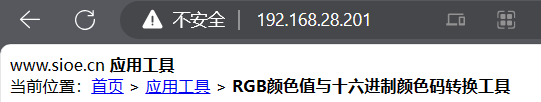 不安全 192.168.28.201
www.sioe.cn 应用工具
当前位置：首页 > 应用工具 > RGB颜色值与十六进制颜色码转换工具